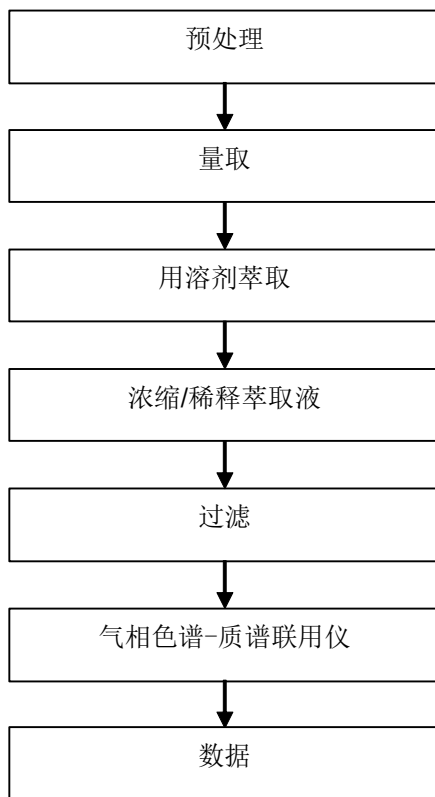 预处理
量取
用溶剂萃取
浓缩/稀释萃取液
过滤
气相色谱-质谱联用仪
数据